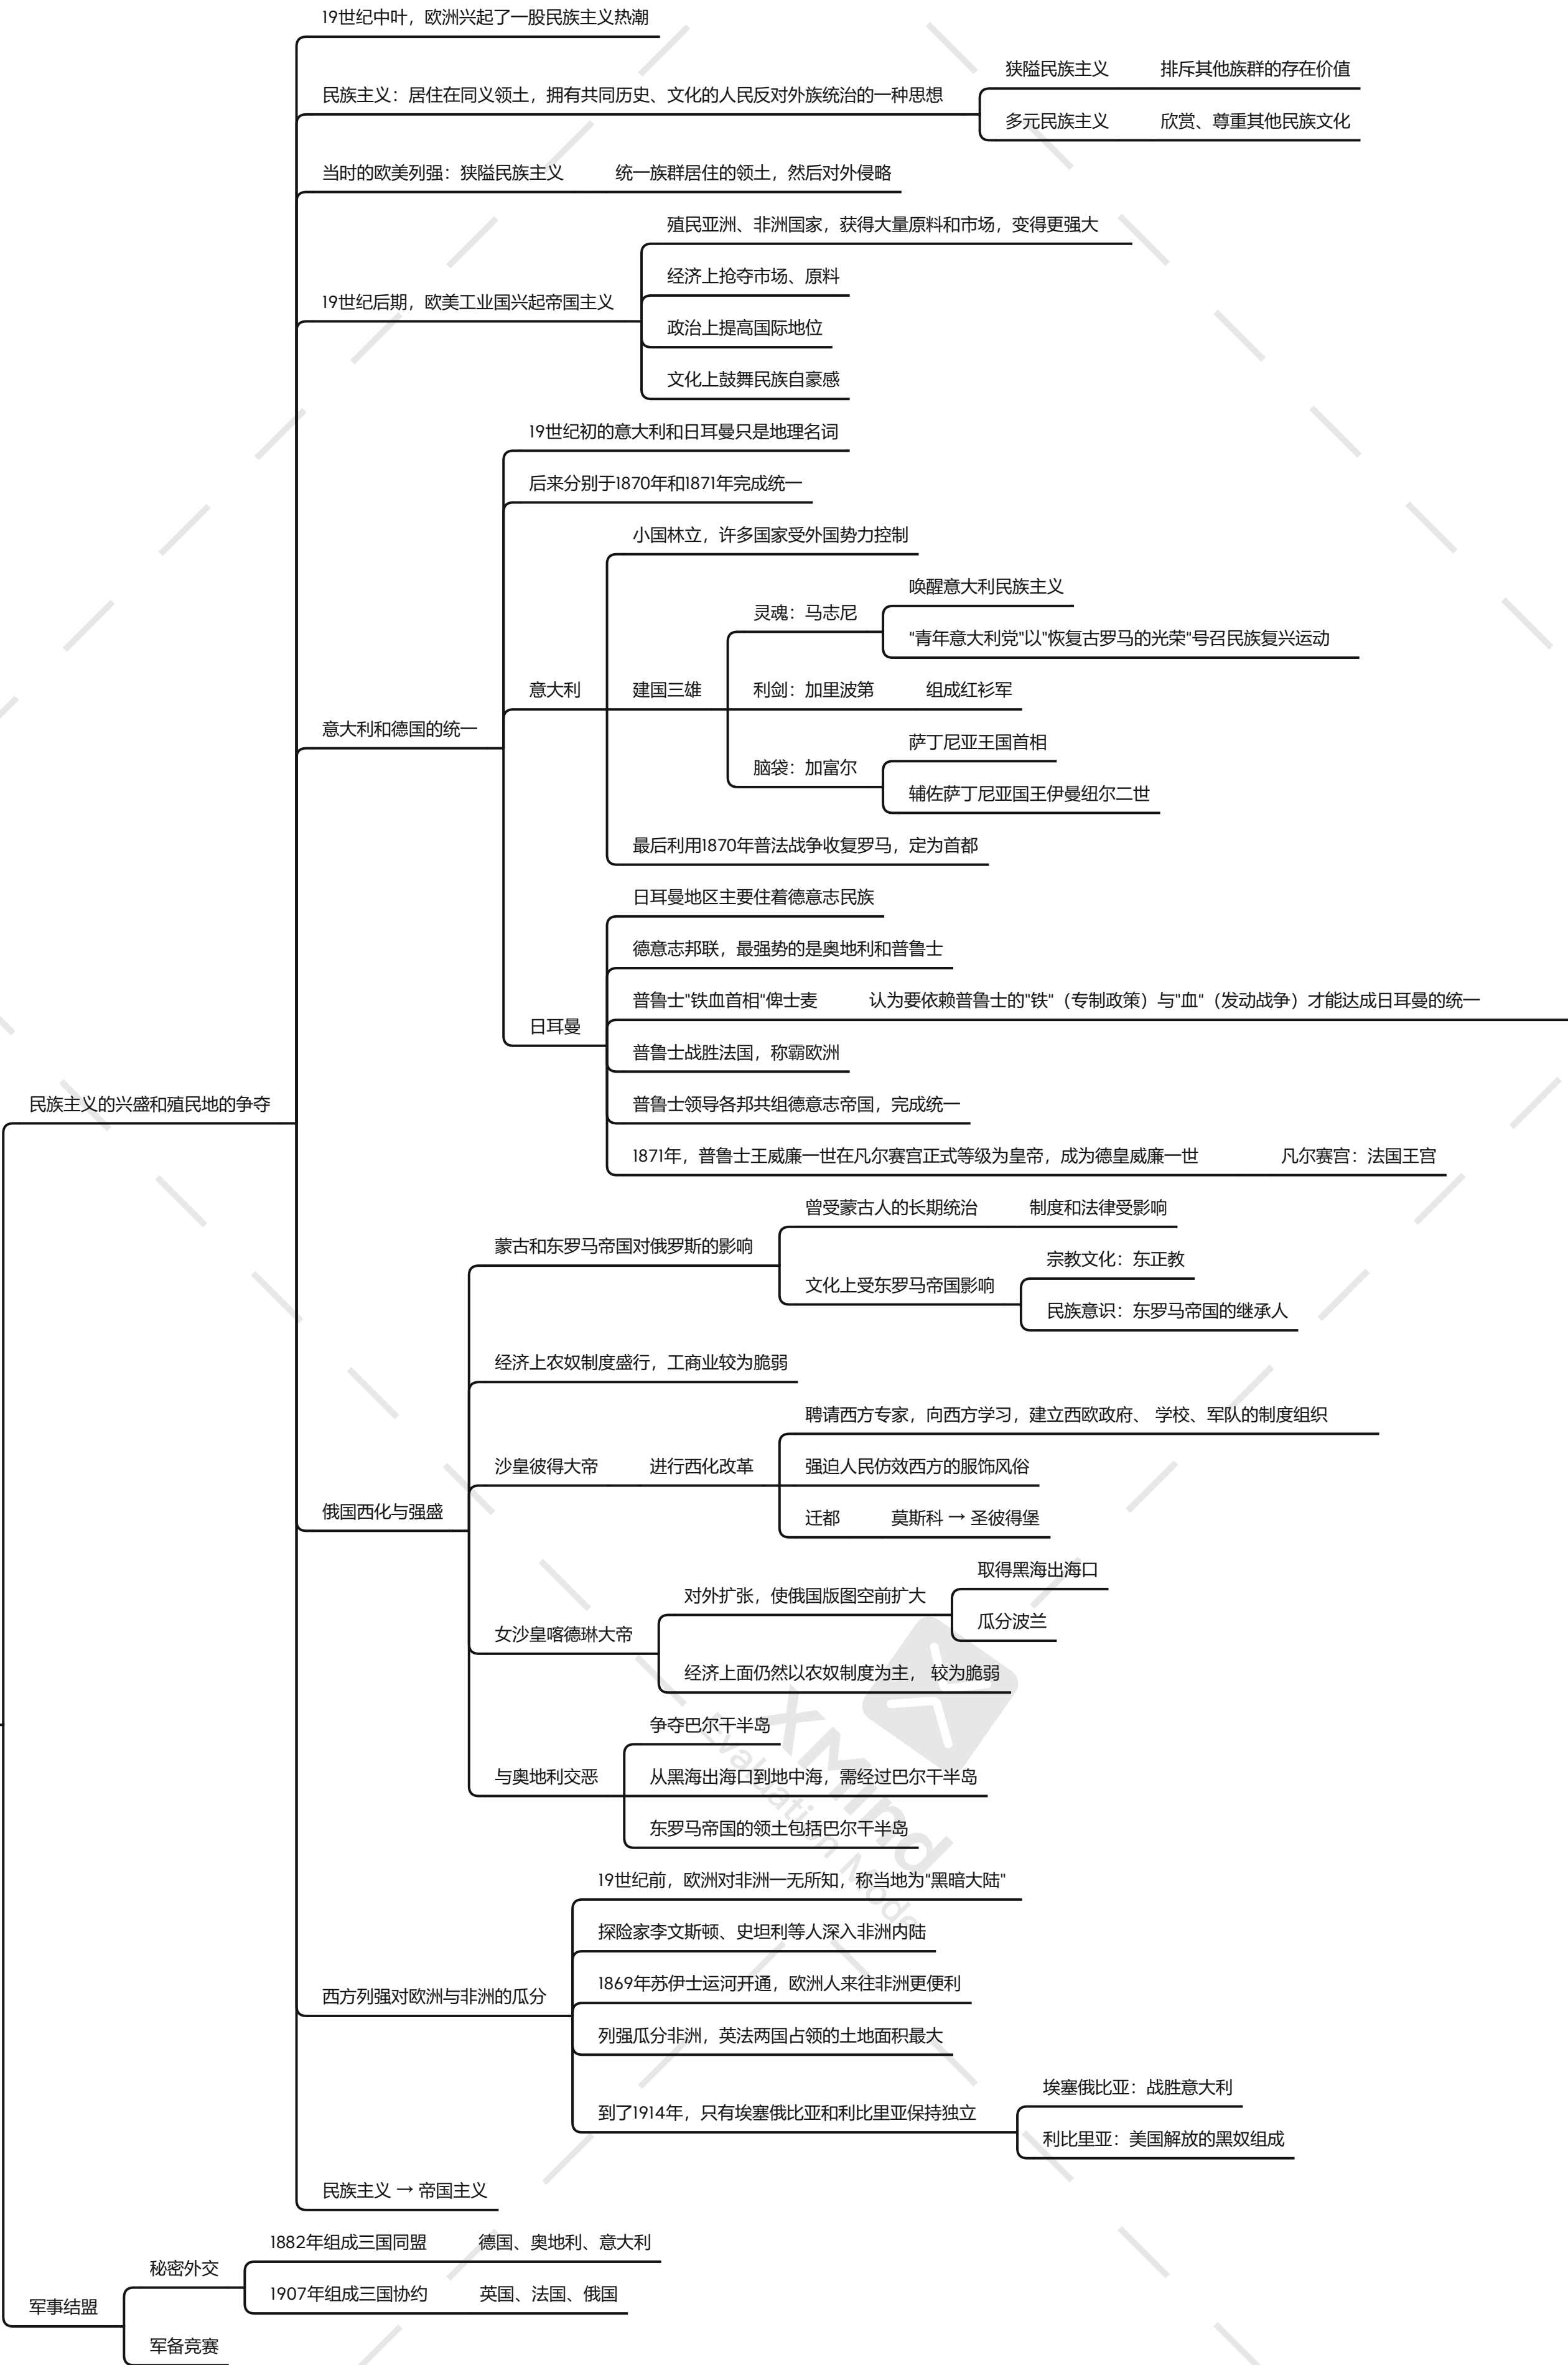 19世纪中叶，欧洲兴起了一股民族主义热潮
民族主义：居住在同义领土，拥有共同历史、文化的人民反对外族统治的一种思想
狭隘民族主义
排斥其他族群的存在价值
多元民族主义
欣赏、尊重其他民族文化
当时的欧美列强：狭隘民族主义
统一族群居住的领土，然后对外侵略
19世纪后期，欧美工业国兴起帝国主义
殖民亚洲、非洲国家，获得大量原料和市场，变得更强大
经济上抢夺市场、原料
政治上提高国际地位
文化上鼓舞民族自豪感
意大利和德国的统一
19世纪初的意大利和日耳曼只是地理名词
后来分别于1870年和1871年完成统一
意大利
小国林立，许多国家受外国势力控制
建国三雄
灵魂：马志尼
唤醒意大利民族主义
"青年意大利党"以"恢复古罗马的光荣"号召民族复兴运动
利剑：加里波第
组成红衫军
脑袋：加富尔
萨丁尼亚王国首相
辅佐萨丁尼亚国王伊曼纽尔二世
最后利用1870年普法战争收复罗马，定为首都
日耳曼
日耳曼地区主要住着德意志民族
德意志邦联，最强势的是奥地利和普鲁士
普鲁士"铁血首相"俾士麦
认为要依赖普鲁士的"铁"（专制政策）与"血"（发动战争）才能达成日耳曼的统一
普鲁士战胜法国，称霸欧洲
普鲁士领导各邦共组德意志帝国，完成统一
1871年，普鲁士王威廉一世在凡尔赛宫正式等级为皇帝，成为德皇威廉一世
凡尔赛宫：法国王宫
民族主义的兴盛和殖民地的争夺
俄国西化与强盛
蒙古和东罗马帝国对俄罗斯的影响
曾受蒙古人的长期统治
制度和法律受影响
文化上受东罗马帝国影响
宗教文化：东正教
民族意识：东罗马帝国的继承人
经济上农奴制度盛行，工商业较为脆弱
沙皇彼得大帝
进行西化改革
聘请西方专家，向西方学习，建立西欧政府、 学校、军队的制度组织
强迫人民仿效西方的服饰风俗
迁都
莫斯科 → 圣彼得堡
女沙皇喀德琳大帝
对外扩张，使俄国版图空前扩大
取得黑海出海口
瓜分波兰
经济上面仍然以农奴制度为主， 较为脆弱
与奥地利交恶
争夺巴尔干半岛
从黑海出海口到地中海，需经过巴尔干半岛
东罗马帝国的领土包括巴尔干半岛
西方列强对欧洲与非洲的瓜分
19世纪前，欧洲对非洲一无所知，称当地为"黑暗大陆"
探险家李文斯顿、史坦利等人深入非洲内陆
1869年苏伊士运河开通，欧洲人来往非洲更便利
列强瓜分非洲，英法两国占领的土地面积最大
到了1914年，只有埃塞俄比亚和利比里亚保持独立
埃塞俄比亚：战胜意大利
利比里亚：美国解放的黑奴组成
民族主义 → 帝国主义
军事结盟
秘密外交
1882年组成三国同盟
德国、奥地利、意大利
1907年组成三国协约
英国、法国、俄国
军备竞赛
XMind
Evaluation Mode